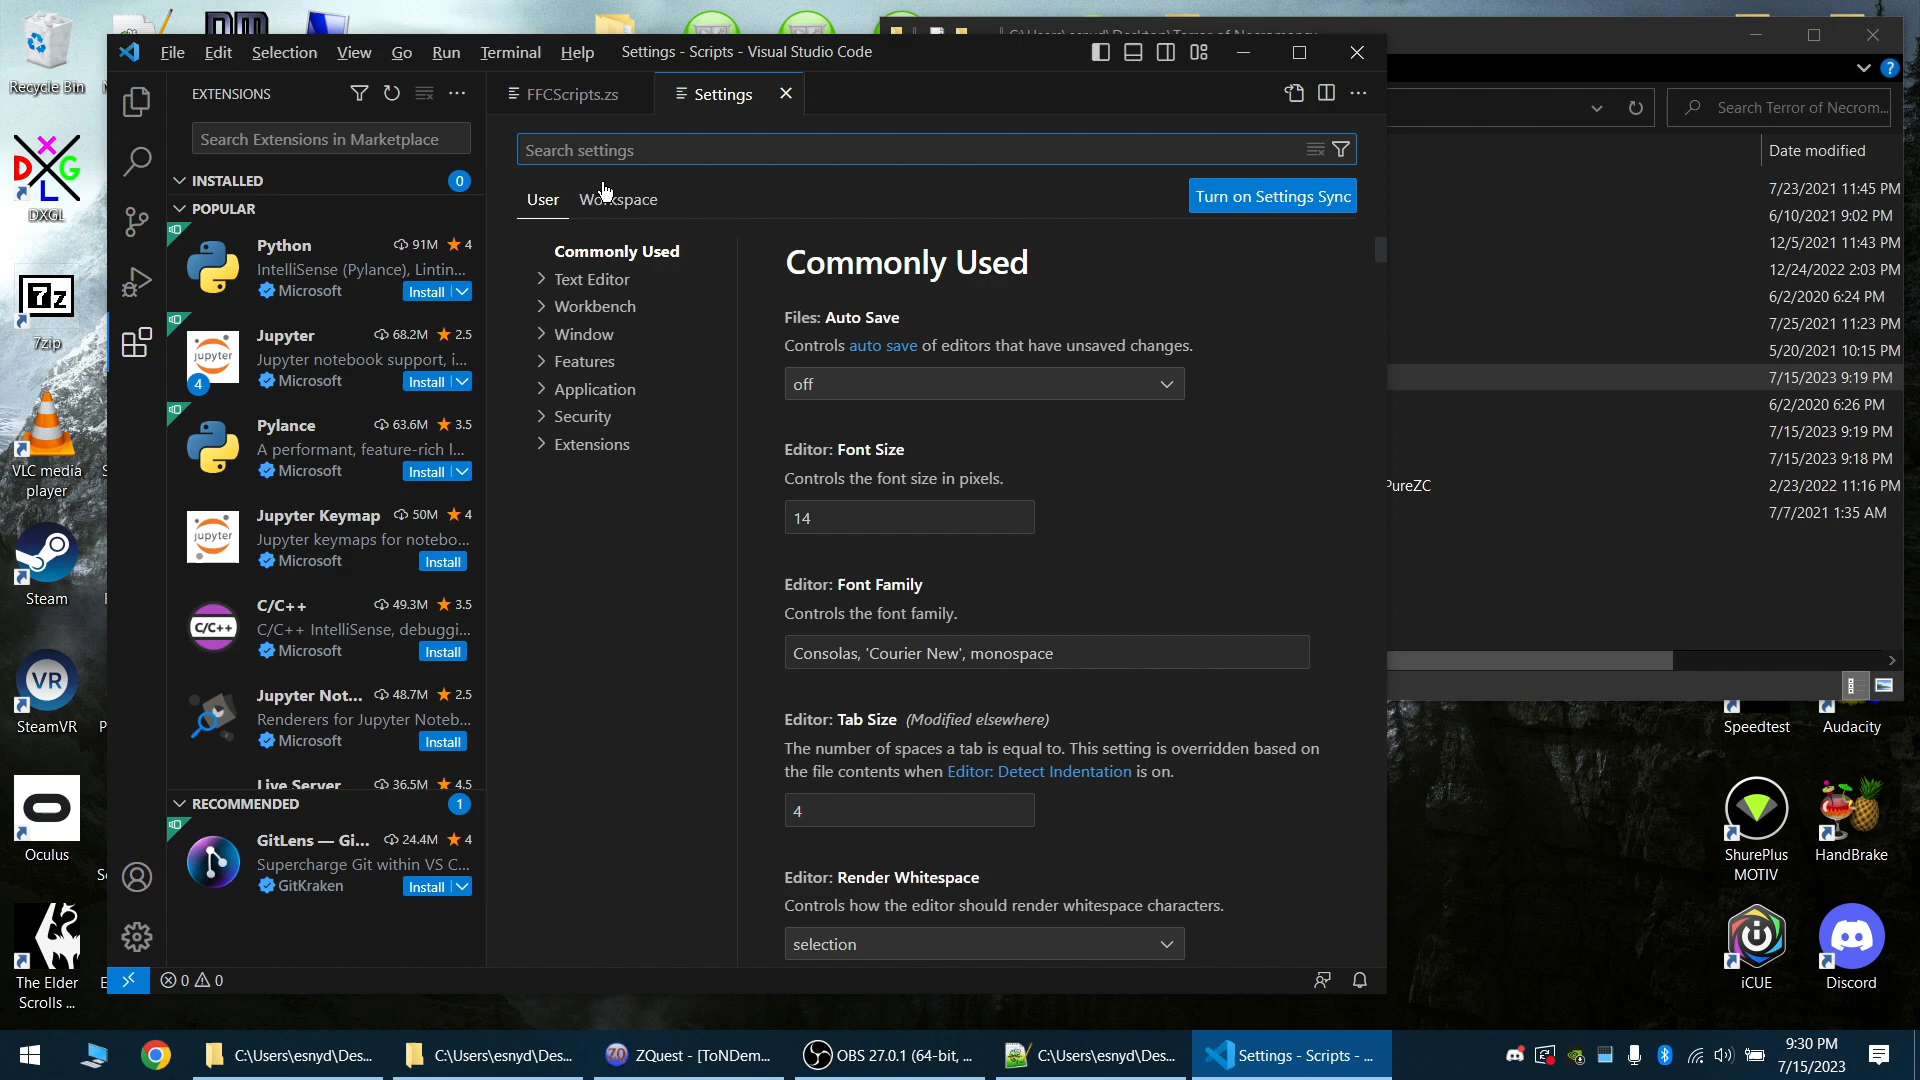 Recycle Bin
DXGL
7z
7zip
VLC media
player
Steam
VR
SteamVR
Oculus
The Elder
Scrolls ...
File Edit Selection View Go Run Terminal Help
Settings - Scripts - Visual Studio Code
EXTENSIONS
Search Extensions in Marketplace
INSTALLED 0
POPULAR
Python 91M 4
IntelliSense (Pylance), Lintin...
Microsoft Install
Jupyter 68.2M 2.5
Jupyter notebook support, i...
4 Microsoft Install
Pylance 63.6M 3.5
A performant, feature-rich l...
Microsoft Install
Jupyter Keymap 50M 4
Jupyter keymaps for notebo...
Microsoft Install
C/C++ 49.3M 3.5
C/C++ IntelliSense, debuggi...
Microsoft Install
Jupyter Not... 48.7M 2.5
Renderers for Jupyter Noteb...
Microsoft Install
Live Server 36.5M 4.5
RECOMMENDED 1
GitLens — Gi... 24.4M 4
Supercharge Git within VS C...
GitKraken Install
0 0
FFCScripts.zs
Settings
Search settings
User Workspace
Turn on Settings Sync
Commonly Used
Text Editor
Workbench
Window
Features
Application
Security
Extensions
Commonly Used
Files: Auto Save
Controls auto save of editors that have unsaved changes.
off
Editor: Font Size
Controls the font size in pixels.
14
Editor: Font Family
Controls the font family.
Consolas, 'Courier New', monospace
Editor: Tab Size (Modified elsewhere)
The number of spaces a tab is equal to. This setting is overridden based on
the file contents when Editor: Detect Indentation is on.
4
Editor: Render Whitespace
Controls how the editor should render whitespace characters.
selection
Search Terror of Necrom...
Date modified
7/23/2021 11:45 PM
6/10/2021 9:02 PM
12/5/2021 11:43 PM
12/24/2022 2:03 PM
6/2/2020 6:24 PM
7/25/2021 11:23 PM
5/20/2021 10:15 PM
7/15/2023 9:19 PM
6/2/2020 6:26 PM
7/15/2023 9:19 PM
7/15/2023 9:18 PM
PureZC 2/23/2022 11:16 PM
7/7/2021 1:35 AM
Speedtest
Audacity
ShurePlus
MOTIV
HandBrake
iCUE
Discord
C:\Users\esnyd\Des...
C:\Users\esnyd\Des...
ZQuest - [ToNDem...
OBS 27.0.1 (64-bit, ...
C:\Users\esnyd\Des...
Settings - Scripts - ...
9:30 PM
7/15/2023